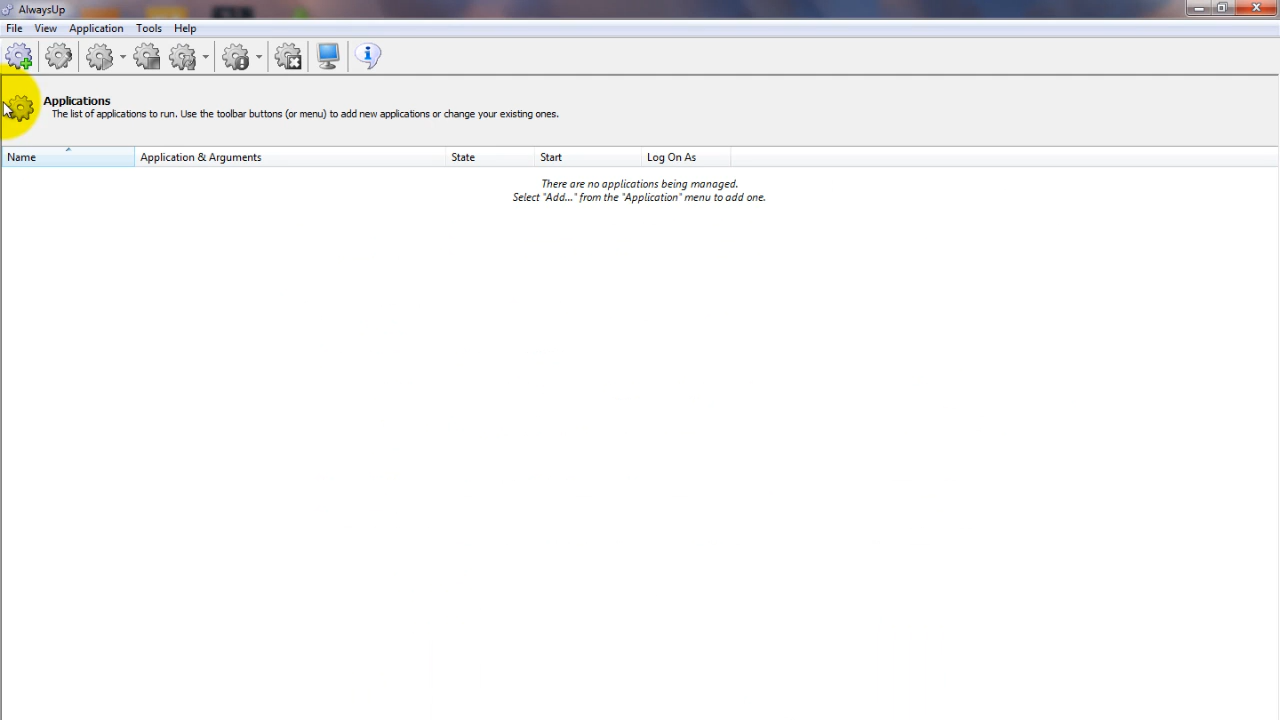 AlwaysUp
File View Application Tools Help
Applications
The list of applications to run. Use the toolbar buttons (or menu) to add new applications or change your existing ones.
Name Application & Arguments State Start Log On As
There are no applications being managed.
Select "Add..." from the "Application" menu to add one.